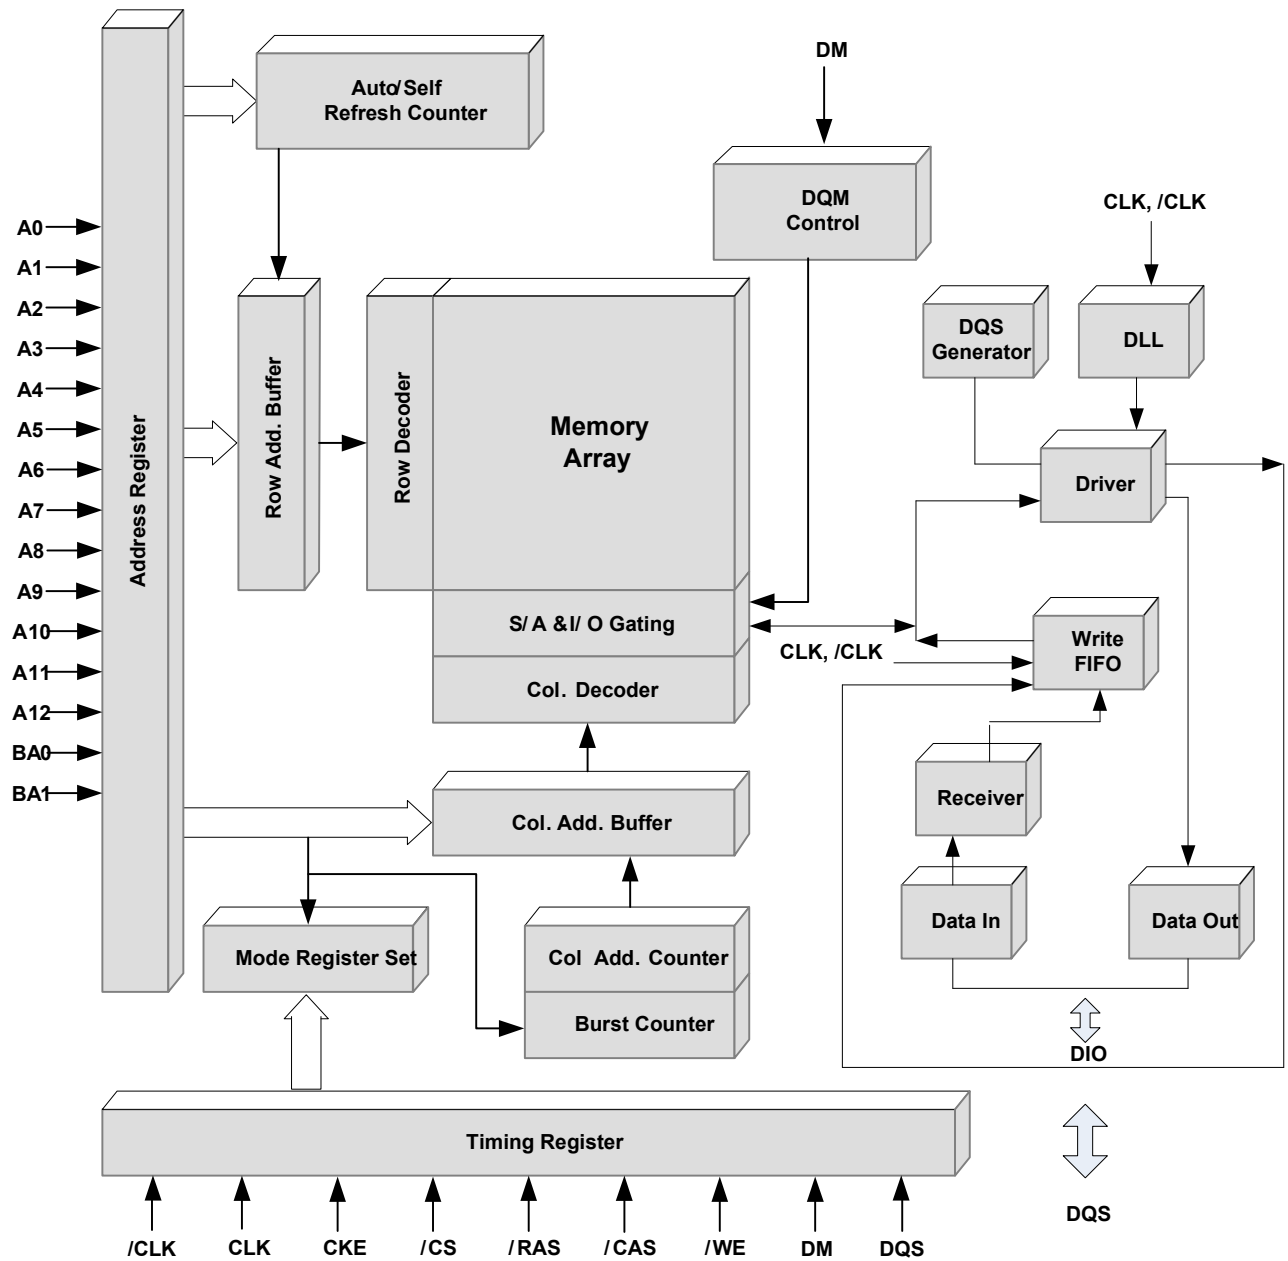 Auto/Self
Refresh Counter
DM
DQM
Control
CLK, /CLK
A0
A1
A2
A3
A4
A5
A6
A7
A8
A9
A10
A11
A12
BA0
BA1
Address Register
Row Add. Buffer
Row Decoder
Memory
Array
DQS
Generator
DLL
Driver
S/ A &I/ O Gating
CLK, /CLK
Write
FIFO
Col. Decoder
Receiver
Col. Add. Buffer
Data In
Data Out
Mode Register Set
Col Add. Counter
Burst Counter
DIO
Timing Register
DQS
/CLK
CLK
CKE
/CS
/RAS
/CAS
/WE
DM
DQS